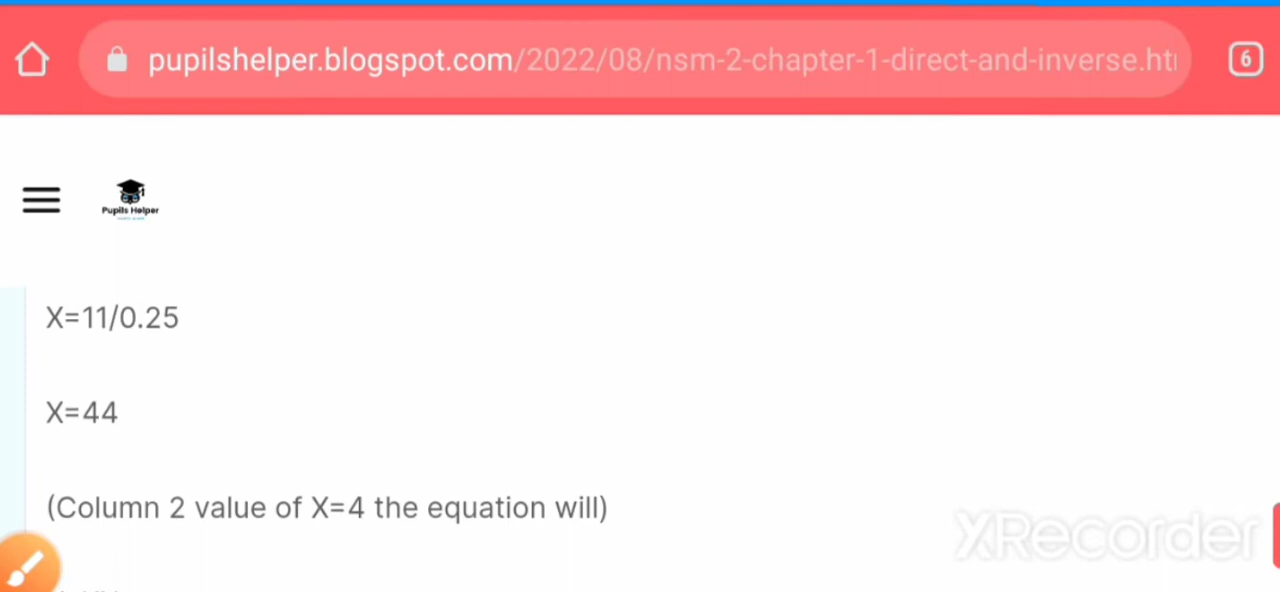 pupilshelper.blogspot.com/2022/08/nsm-2-chapter-1-direct-and-inverse.ht
6
Pupils Helper
X=11/0.25
X=44
(Column 2 value of X=4 the equation will)
XRecorder